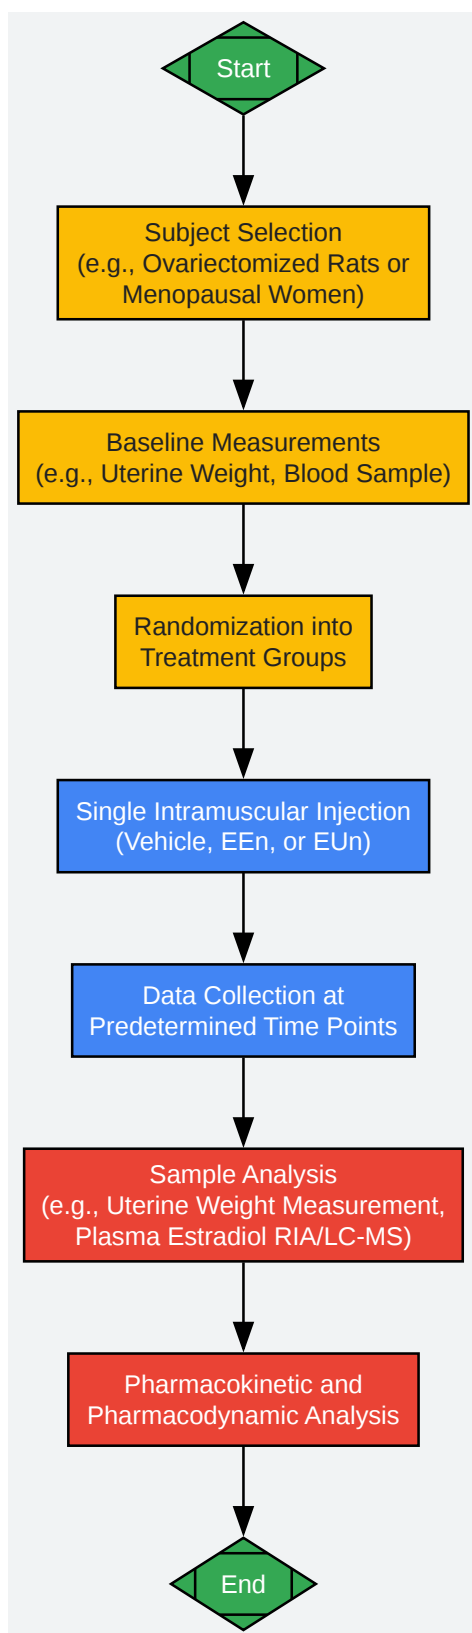 Start
Subject Selection
(e.g., Ovariectomized Rats or
Menopausal Women)
Baseline Measurements
(e.g., Uterine Weight, Blood Sample)
Randomization into
Treatment Groups
Single Intramuscular Injection
(Vehicle, EEn, or EUn)
Data Collection at
Predetermined Time Points
Sample Analysis
(e.g., Uterine Weight Measurement,
Plasma Estradiol RIA/LC-MS)
Pharmacokinetic and
Pharmacodynamic Analysis
End